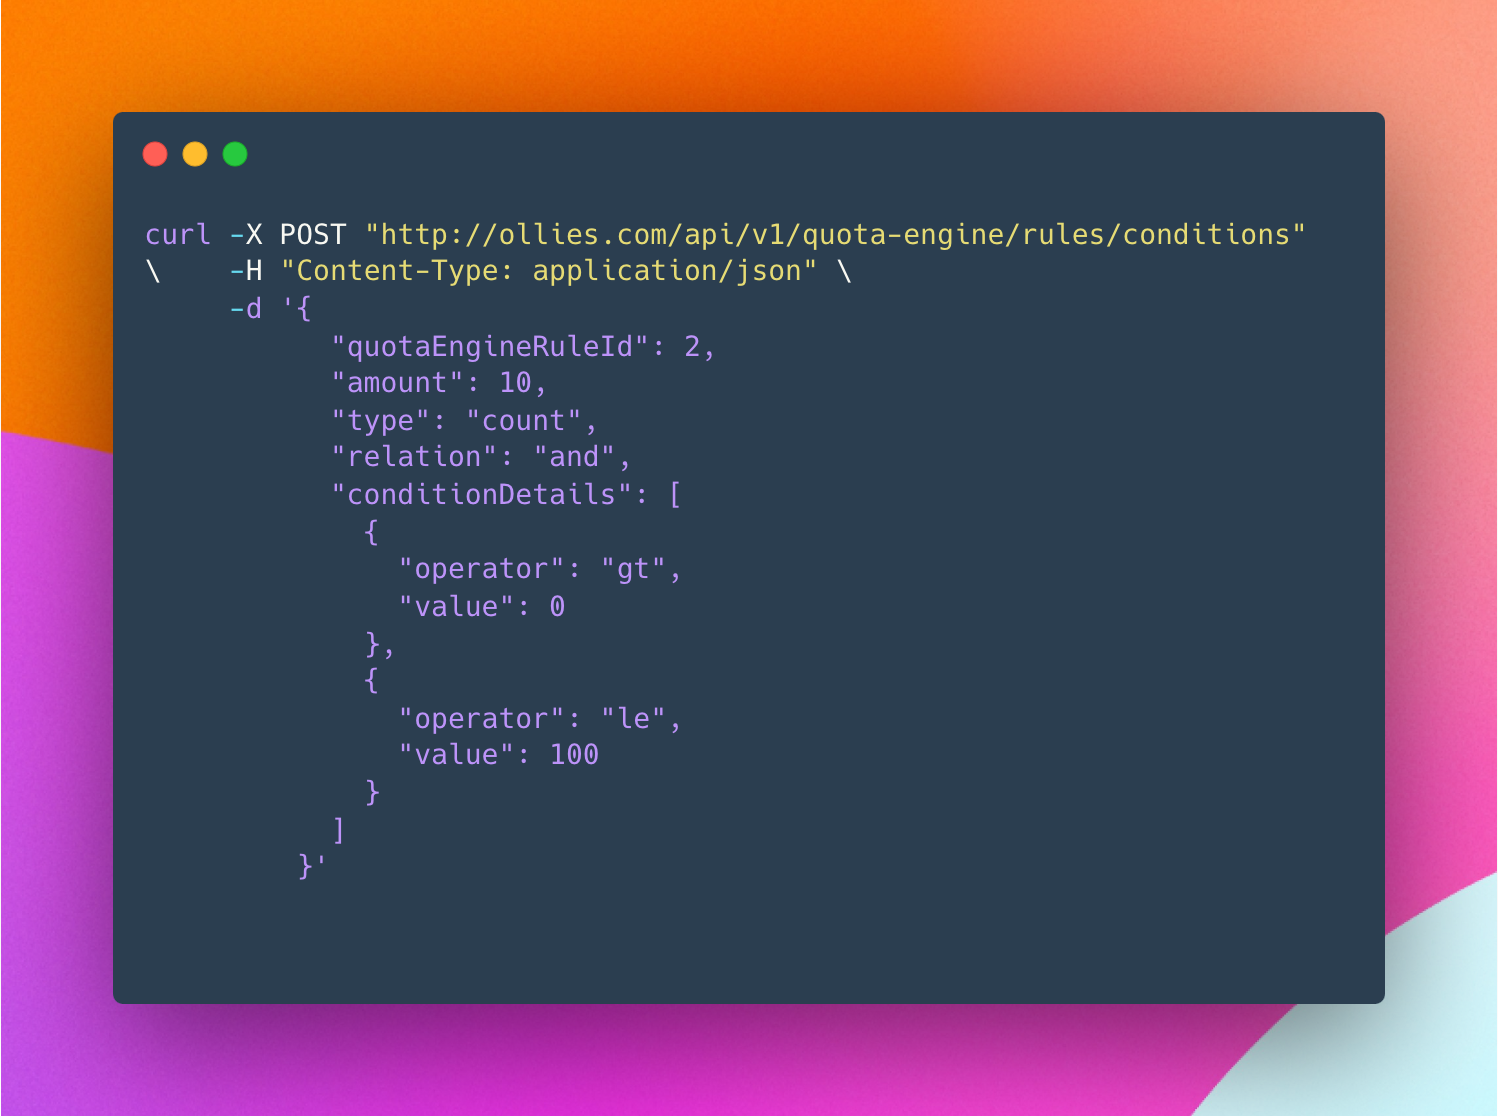 curl -X POST "http://ollies.com/api/v1/quota-engine/rules/conditions"
\     -H "Content-Type: application/json" \
     -d '{
           "quotaEngineRuleId": 2,
           "amount": 10,
           "type": "count",
           "relation": "and",
           "conditionDetails": [
             {
               "operator": "gt",
               "value": 0
             },
             {
               "operator": "le",
               "value": 100
             }
           ]
         }'